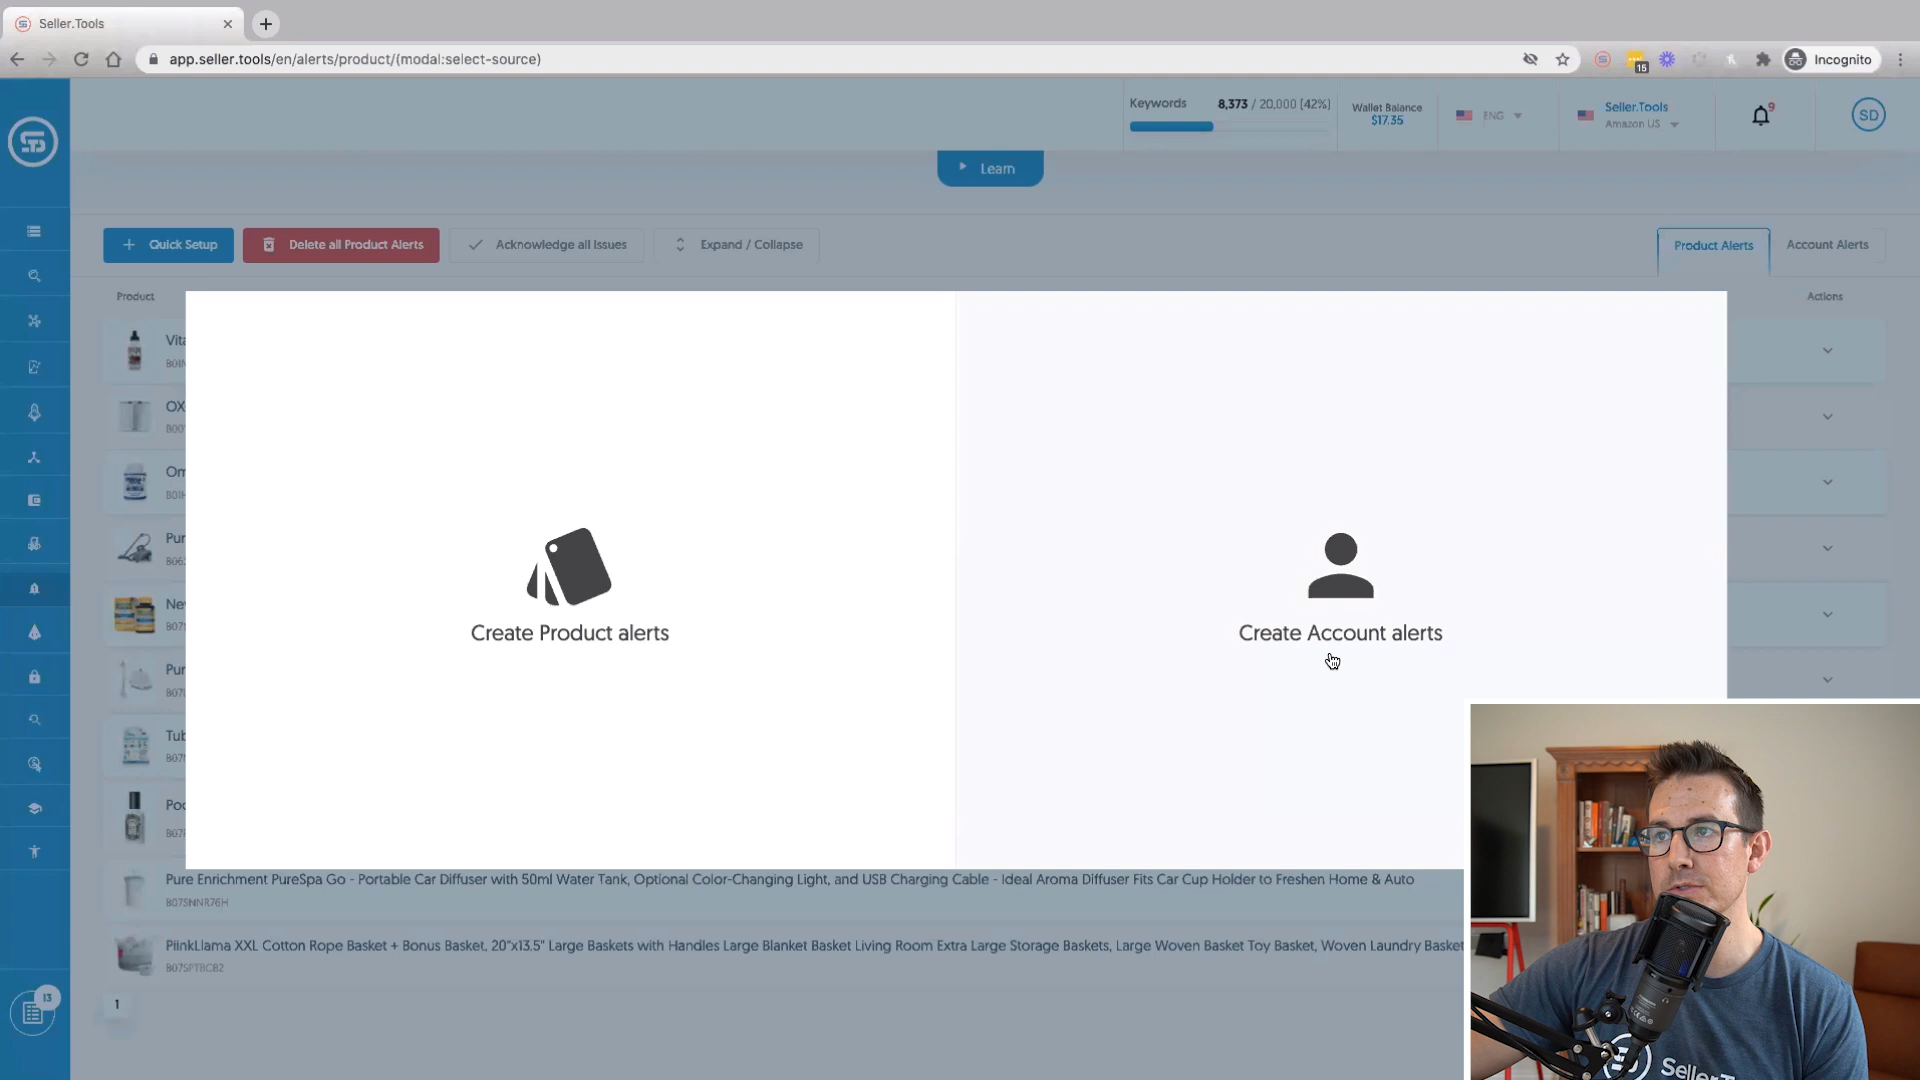 Seller.Tools
app.seller.tools/en/alerts/product/(modal:select-source)
15
Incognito
Keywords 8,373 / 20,000 (42%)
Wallet Balance
$17.35
ENG
Seller.Tools
Amazon US
9
SD
Learn
Quick Setup
Delete all Product Alerts
Acknowledge all Issues
Expand / Collapse
Product Alerts
Account Alerts
Product
Actions
Create Product alerts
Create Account alerts
Pure Enrichment PureSpa Go - Portable Car Diffuser with 50ml Water Tank, Optional Color-Changing Light, and USB Charging Cable - Ideal Aroma Diffuser Fits Car Cup Holder to Freshen Home & Auto
B07SNNR76H
PiinkLlama XXL Cotton Rope Basket + Bonus Basket, 20"x13.5" Large Baskets with Handles Large Blanket Basket Living Room Extra Large Storage Baskets, Large Woven Basket Toy Basket, Woven Laundry Basket
B07SPTBCB2
13
1